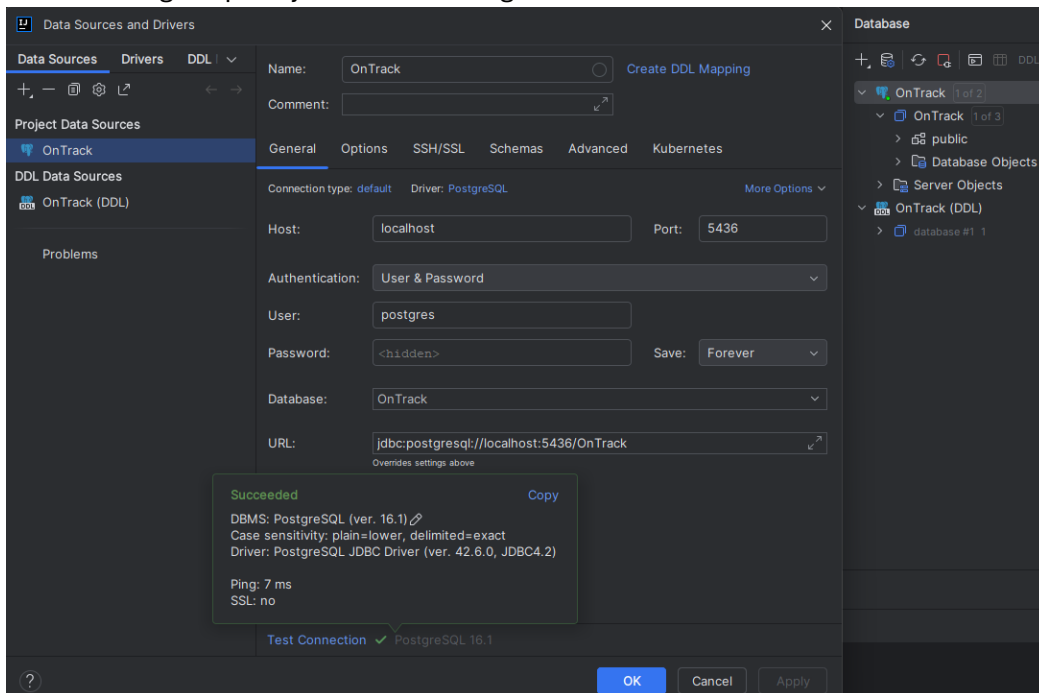 Data Sources and Drivers
Data Sources Drivers DDL
Project Data Sources
OnTrack
DDL Data Sources
DDL OnTrack (DDL)
Problems
Name: OnTrack Create DDL Mapping
Comment:
General Options SSH/SSL Schemas Advanced Kubernetes
Connection type: default Driver: PostgreSQL More Options
Host: localhost Port: 5436
Authentication: User & Password
User: postgres
Password: <hidden> Save: Forever
Database: OnTrack
URL: jdbc:postgresql://localhost:5436/OnTrack
Overrides settings above
Succeeded Copy
DBMS: PostgreSQL (ver. 16.1)
Case sensitivity: plain=lower, delimited=exact
Driver: PostgreSQL JDBC Driver (ver. 42.6.0, JDBC4.2)
Ping: 7 ms
SSL: no
Test Connection PostgreSQL 16.1
? OK Cancel Apply
Database
DDL
OnTrack 1 of 2
OnTrack 1 of 3
public
Database Objects
Server Objects
DDL OnTrack (DDL)
database #1 1